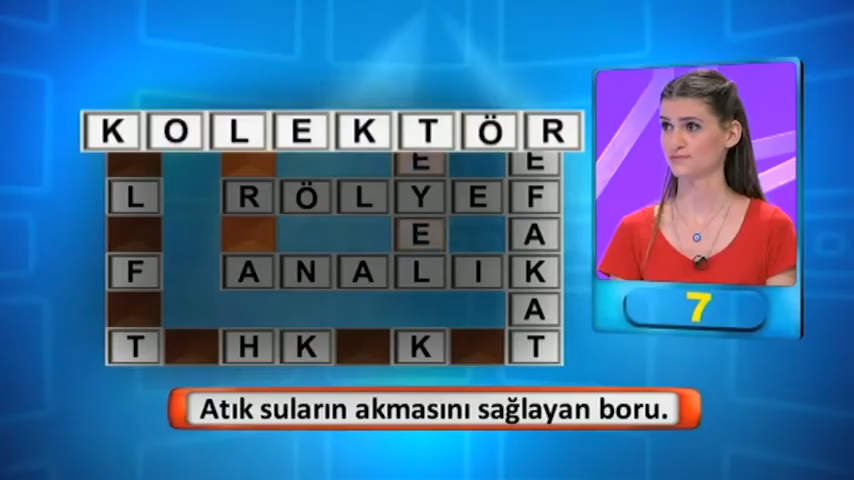 KOLEKTÖR
E E
L RÖLYEF
E A
F ANALIK
A
T HK K T
7
Atık suların akmasını sağlayan boru.